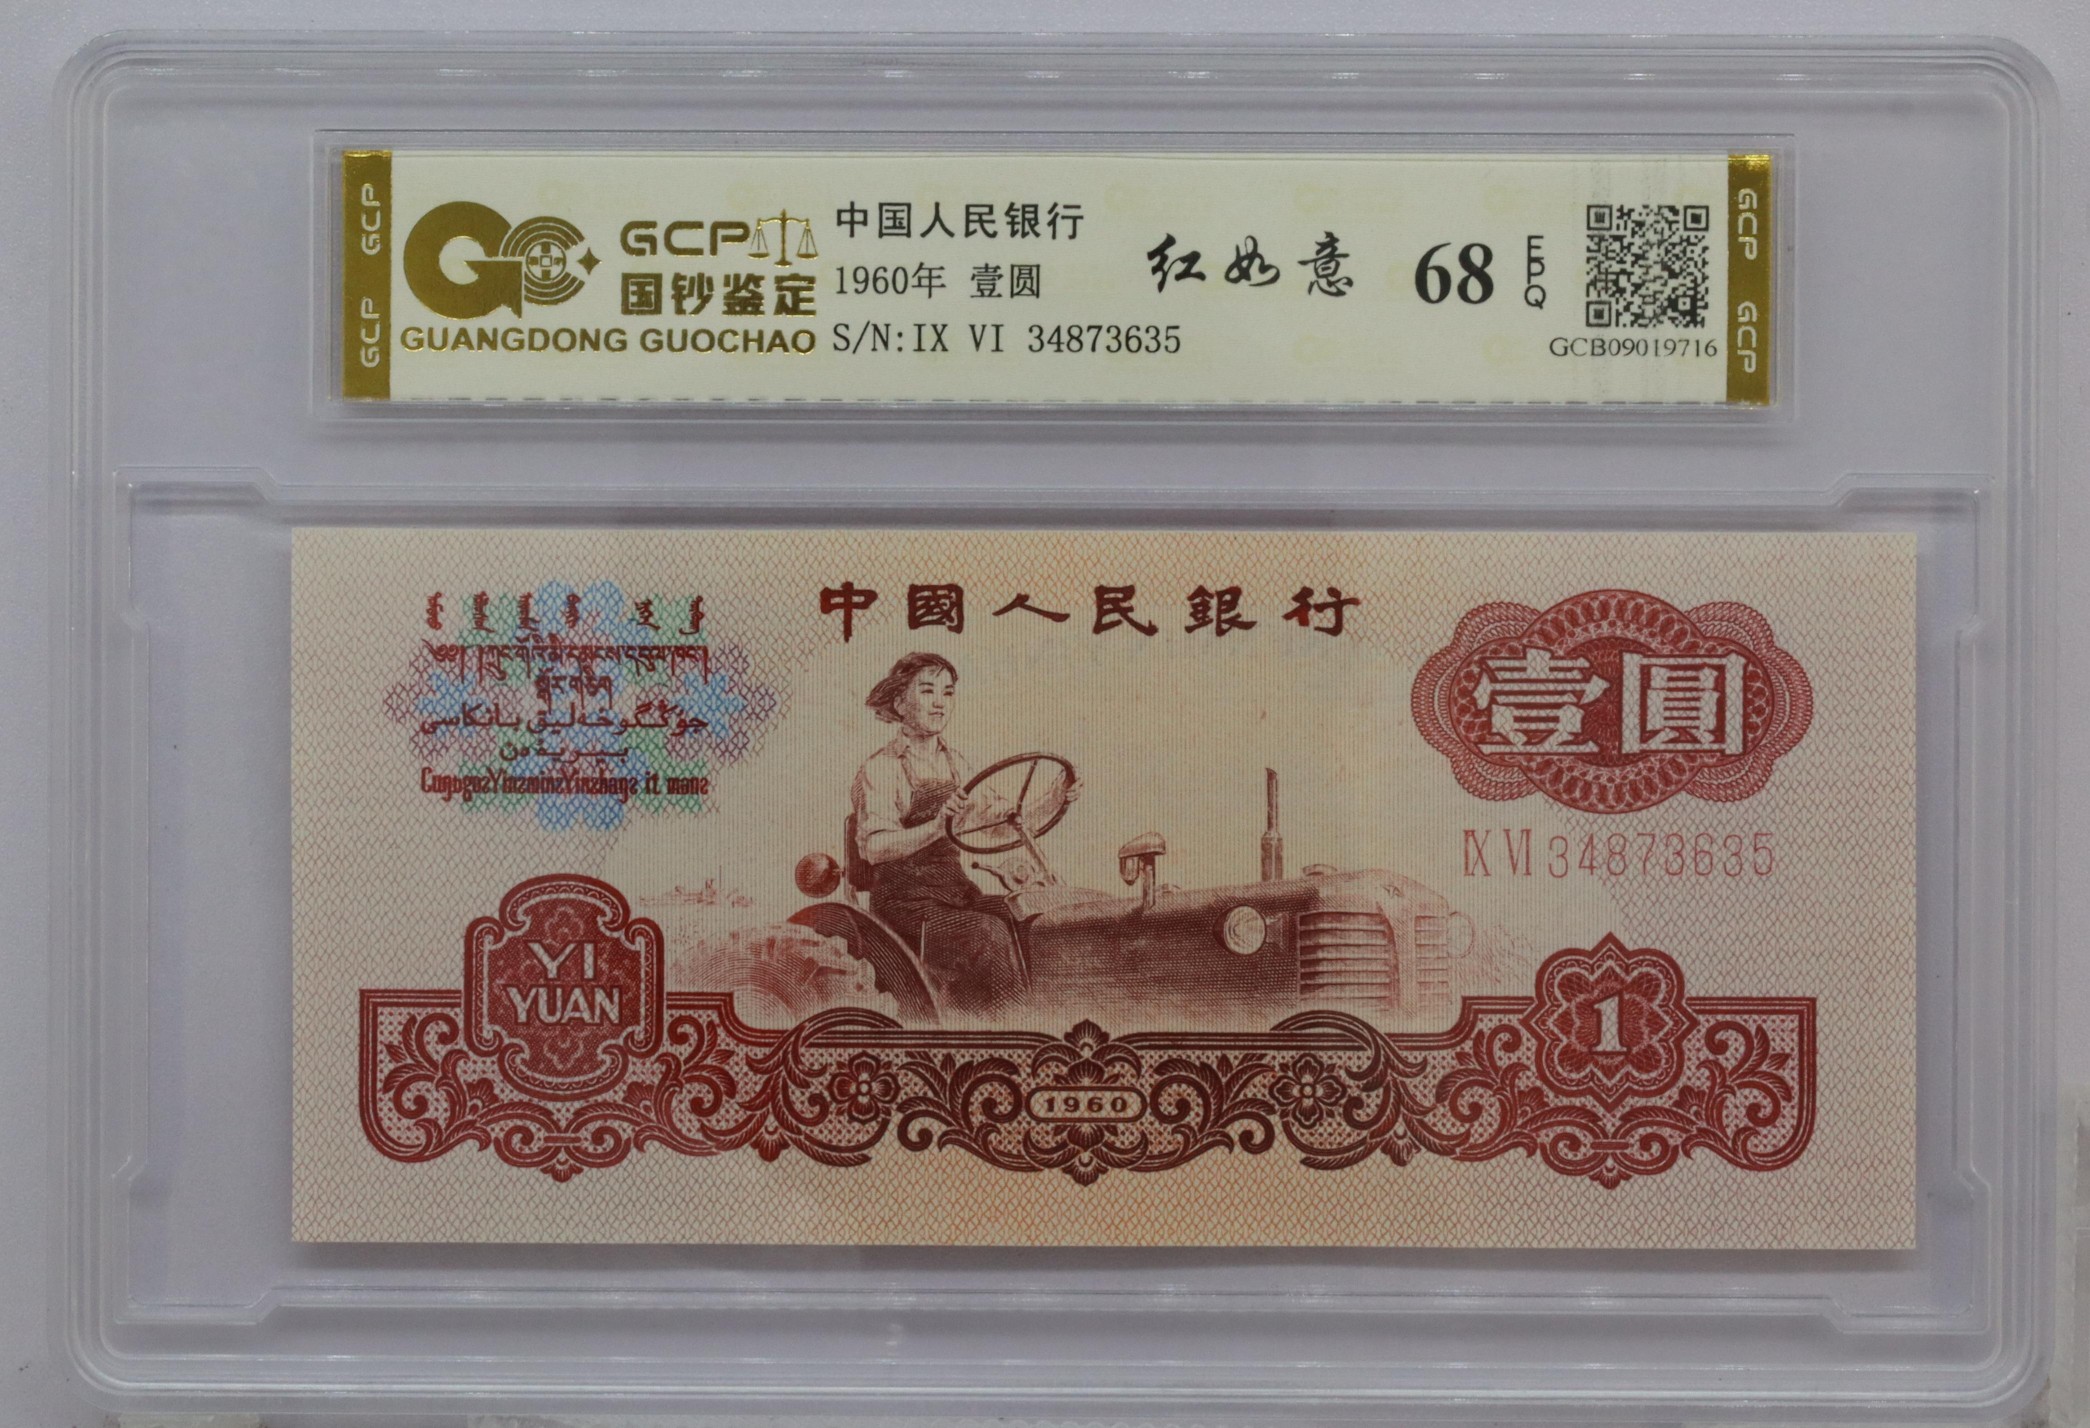 GCP
GCP
GCP
国钞鉴定
GUANGDONG GUOCHAO
中国人民银行
1960年 壹圆
S/N:IX VI 34873635
红如意
68
EPQ
GCB09019716
GCP
GCP
中國人民銀行
壹圓
IX VI 34873635
YI
YUAN
1960
1